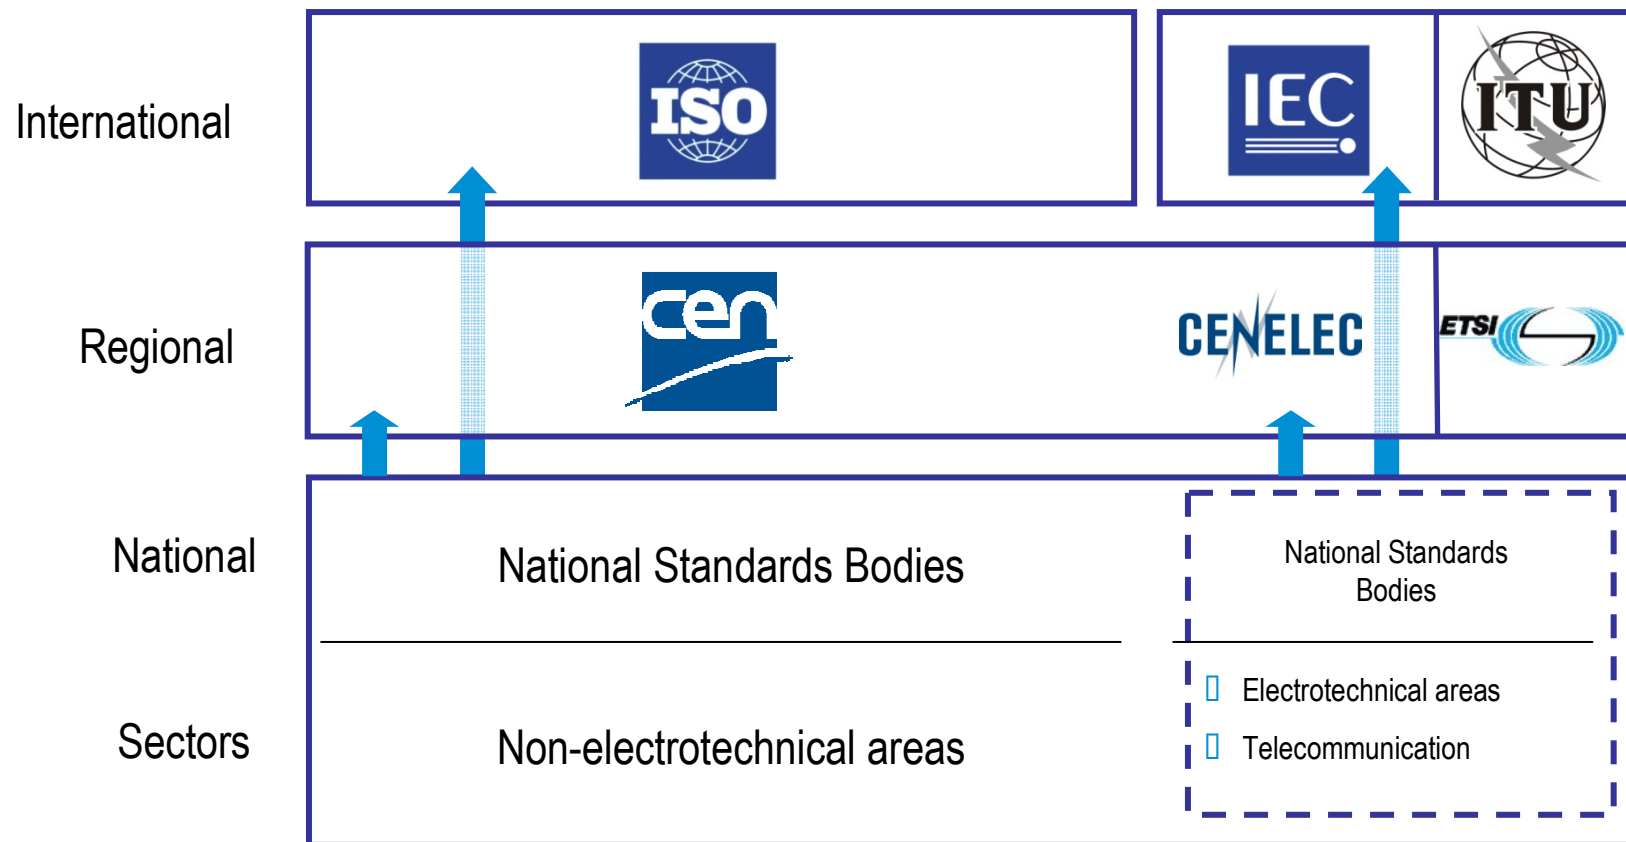 International
ISO
IEC
ITU
Regional
cen
CENELEC
ETSI
National
National Standards Bodies
National Standards
Bodies
Sectors
Non-electrotechnical areas
Electrotechnical areas
Telecommunication